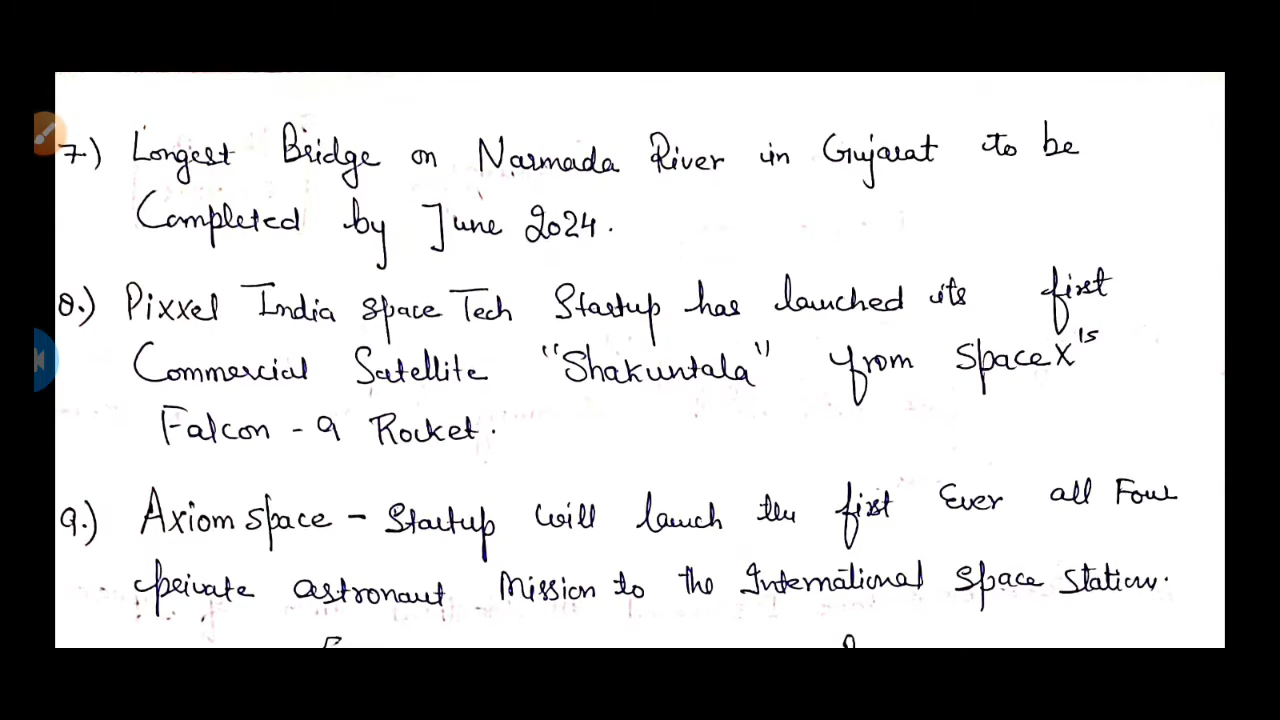 7.) Longest Bridge on Narmada River in Gujarat to be
Completed by June 2024.
8.) Pixxel India Space Tech Startup has lauched its first
Commercial Satellite "Shakuntala" from SpaceX's
Falcon - 9 Rocket.
9.) Axiom space - Startup will lauch the first Ever all Four
private astronaut Mission to the International Space Station.